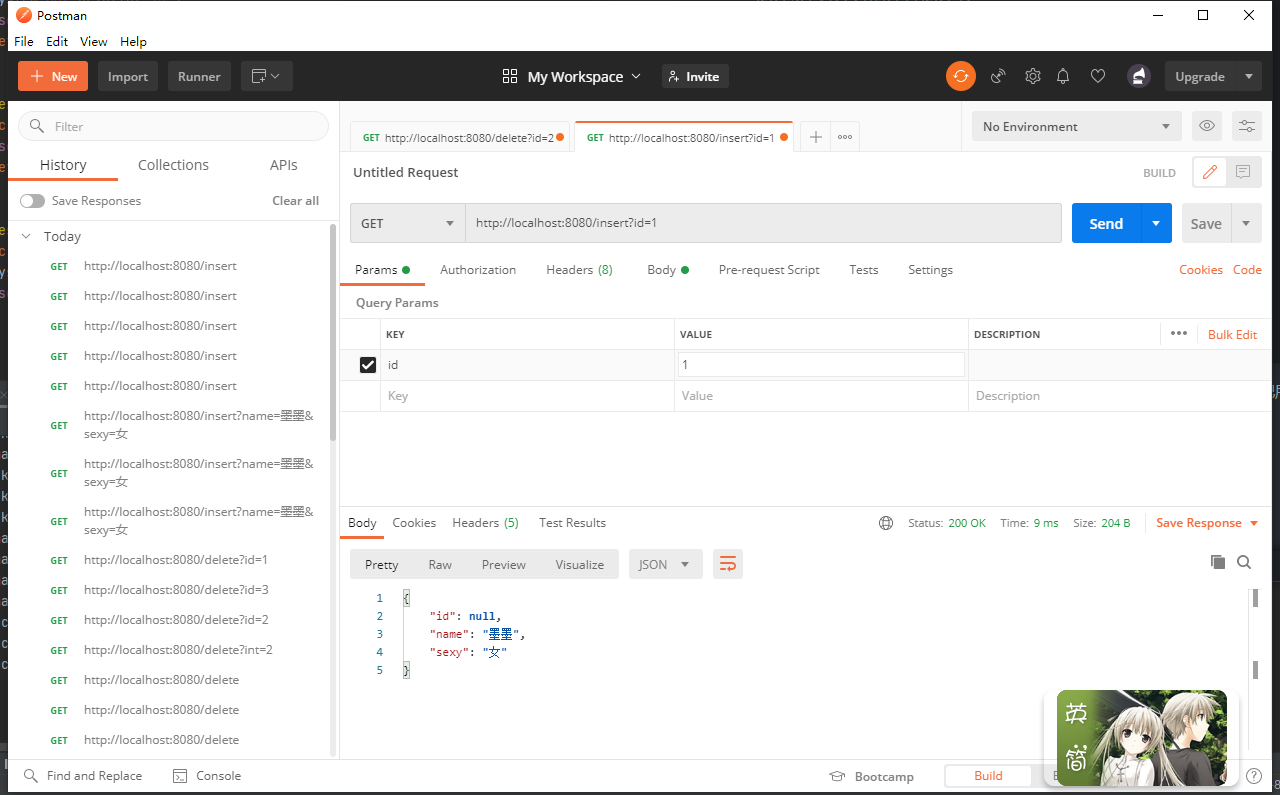 Postman
File Edit View Help
New Import Runner My Workspace Invite Upgrade
Filter
History Collections APIs
Save Responses Clear all
Today
GET http://localhost:8080/insert
GET http://localhost:8080/insert
GET http://localhost:8080/insert
GET http://localhost:8080/insert
GET http://localhost:8080/insert
GET http://localhost:8080/insert?name=墨墨&
sexy=女
GET http://localhost:8080/insert?name=墨墨&
sexy=女
GET http://localhost:8080/insert?name=墨墨&
sexy=女
GET http://localhost:8080/delete?id=1
GET http://localhost:8080/delete?id=3
GET http://localhost:8080/delete?id=2
GET http://localhost:8080/delete?int=2
GET http://localhost:8080/delete
GET http://localhost:8080/delete
GET http://localhost:8080/delete
GET http://localhost:8080/delete?id=2 GET http://localhost:8080/insert?id=1 No Environment
Untitled Request BUILD
GET http://localhost:8080/insert?id=1 Send Save
Params Authorization Headers (8) Body Pre-request Script Tests Settings Cookies Code
Query Params
KEY VALUE DESCRIPTION Bulk Edit
id 1
Key Value Description
Body Cookies Headers (5) Test Results Status: 200 OK Time: 9 ms Size: 204 B Save Response
Pretty Raw Preview Visualize JSON
1 {
2 "id": null,
3 "name": "墨墨",
4 "sexy": "女"
5 }
英
简
Find and Replace Console Bootcamp Build